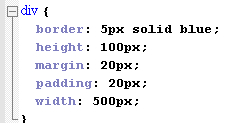 div {
border: 5px solid blue;
height: 100px;
margin: 20px;
padding: 20px;
width: 500px;
}